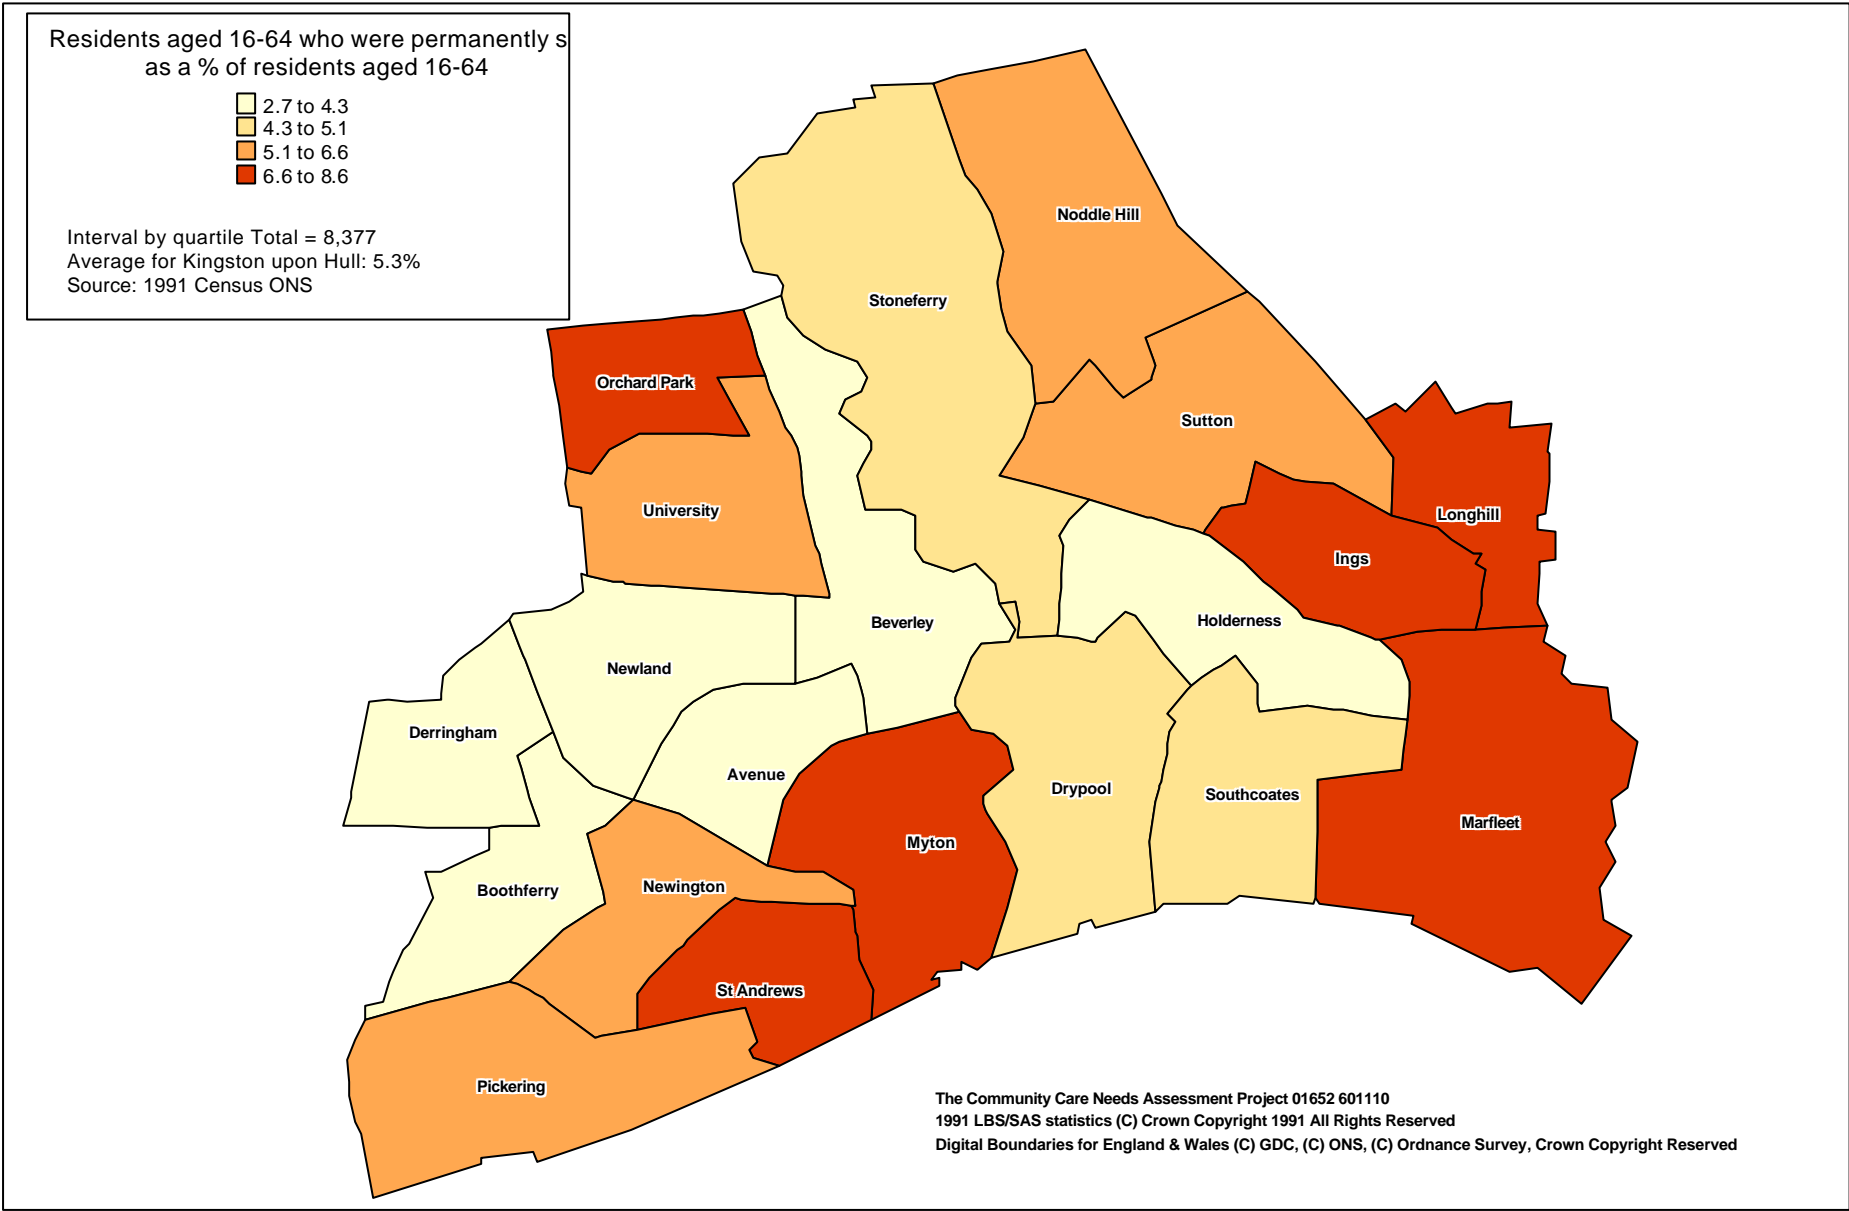 Residents aged 16-64 who were permanently s
as a % of residents aged 16-64
2.7 to 4.3
4.3 to 5.1
5.1 to 6.6
6.6 to 8.6
Interval by quartile Total = 8,377
Average for Kingston upon Hull: 5.3%
Source: 1991 Census ONS
Noddle Hill
Stoneferry
Orchard Park
Sutton
University
Longhill
Ings
Beverley
Holderness
Newland
Derringham
Avenue
Drypool
Southcoates
Marfleet
Myton
Boothferry
Newington
St Andrews
Pickering
The Community Care Needs Assessment Project 01652 601110
1991 LBS/SAS statistics (C) Crown Copyright 1991 All Rights Reserved
Digital Boundaries for England & Wales (C) GDC, (C) ONS, (C) Ordnance Survey, Crown Copyright Reserved